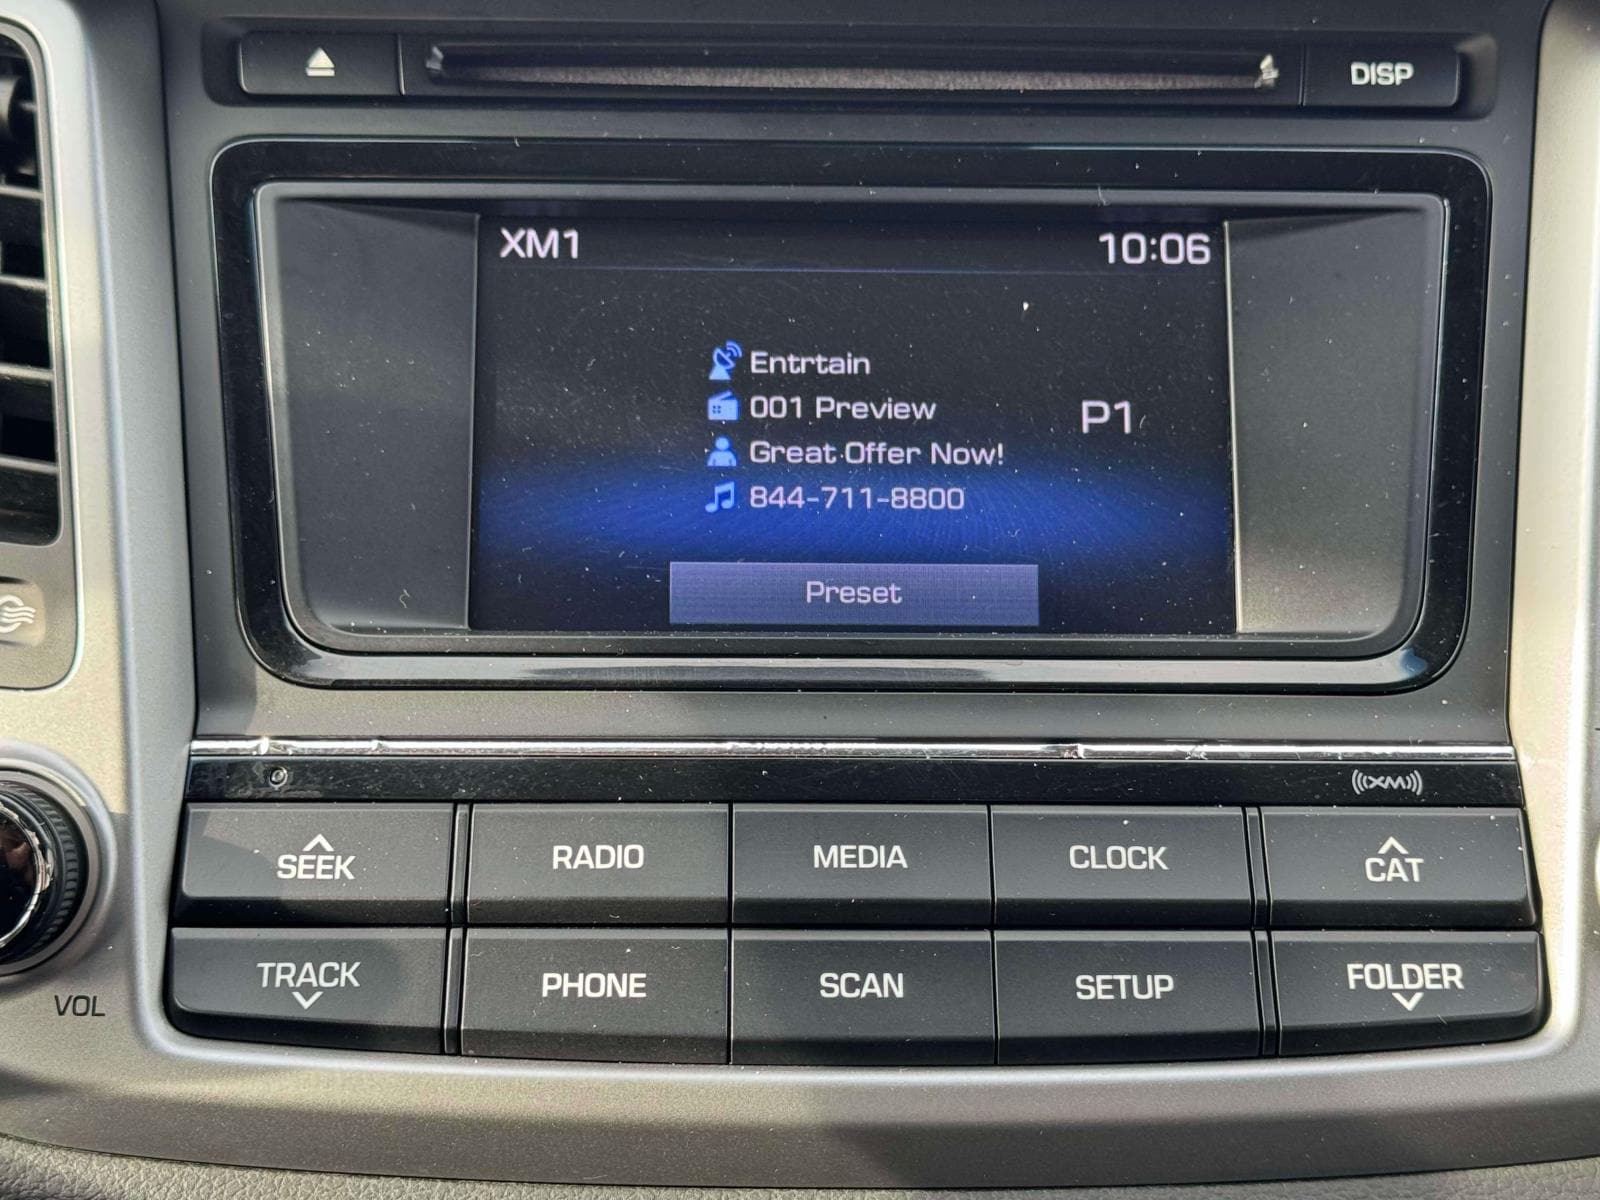 DISP
XM1
10:06
Entrtain
001 Preview
P1
Great Offer Now!
844-711-8800
Preset
(((XM)))
SEEK
RADIO
MEDIA
CLOCK
CAT
TRACK
PHONE
SCAN
SETUP
FOLDER
VOL